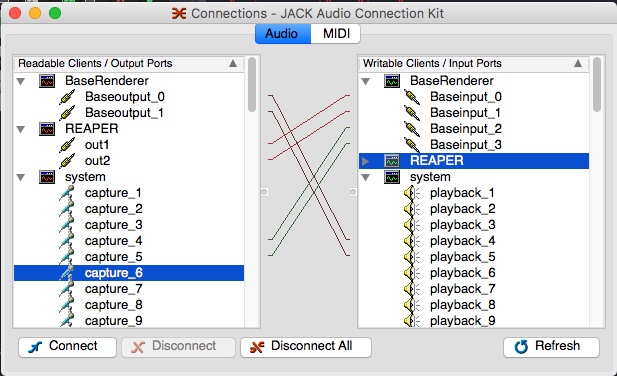 Connections - JACK Audio Connection Kit
Audio MIDI
Readable Clients / Output Ports
BaseRenderer
Baseoutput_0
Baseoutput_1
REAPER
out1
out2
system
capture_1
capture_2
capture_3
capture_4
capture_5
capture_6
capture_7
capture_8
capture_9
Writable Clients / Input Ports
BaseRenderer
Baseinput_0
Baseinput_1
Baseinput_2
Baseinput_3
REAPER
system
playback_1
playback_2
playback_3
playback_4
playback_5
playback_6
playback_7
playback_8
playback_9
Connect Disconnect Disconnect All Refresh